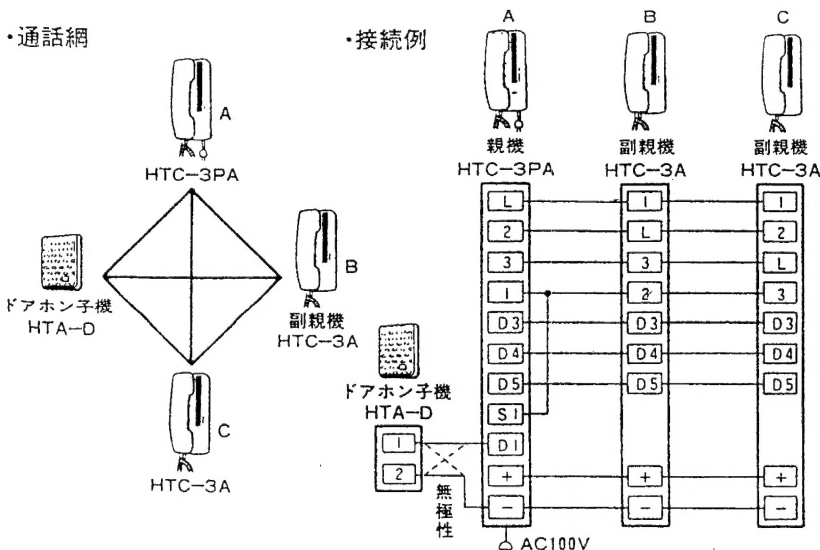 ・通話網
A
HTC-3PA
B
副親機
HTC-3A
ドアホン子機
HTA-D
C
HTC-3A
・接続例
A
B
C
親機
HTC-3PA
副親機
HTC-3A
副親機
HTC-3A
L
1
1
2
L
2
3
3
L
1
2
3
D3
D3
D3
D4
D4
D4
D5
D5
D5
S1
D1
+
+
+
-
-
-
ドアホン子機
HTA-D
1
2
無極性
AC100V